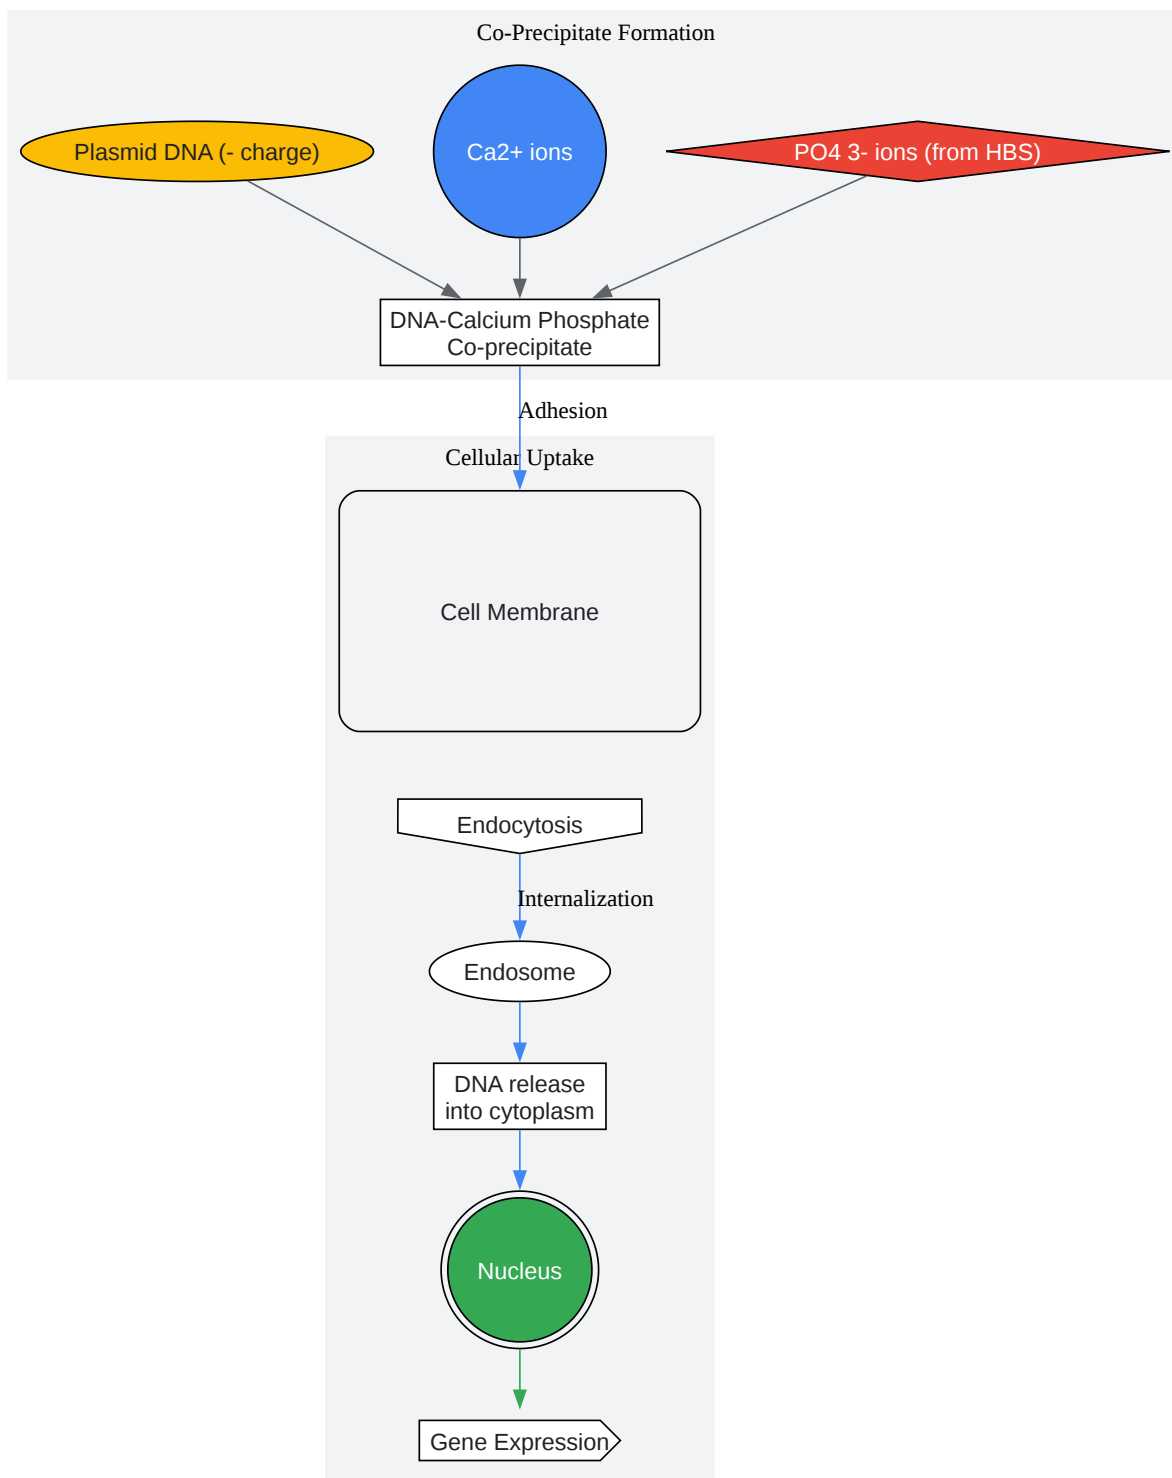 Co-Precipitate Formation
Plasmid DNA (- charge)
Ca2+ ions
PO4 3- ions (from HBS)
DNA-Calcium Phosphate
Co-precipitate
Adhesion
Cellular Uptake
Cell Membrane
Endocytosis
Internalization
Endosome
DNA release
into cytoplasm
Nucleus
Gene Expression